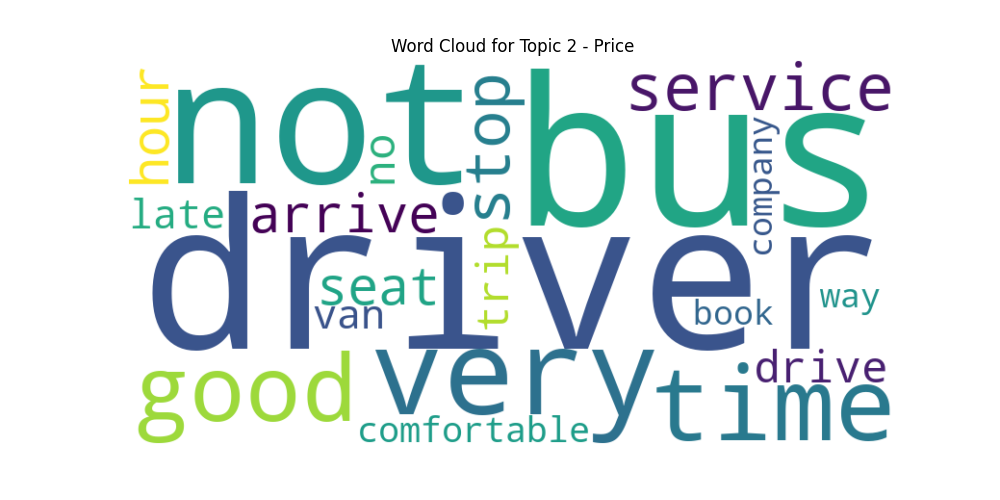 Word Cloud for Topic 2 - Price
hour
not
no
stop
bus
service
company
late
arrive
driver
trip
seat
van
book
way
good
very
comfortable
time
drive